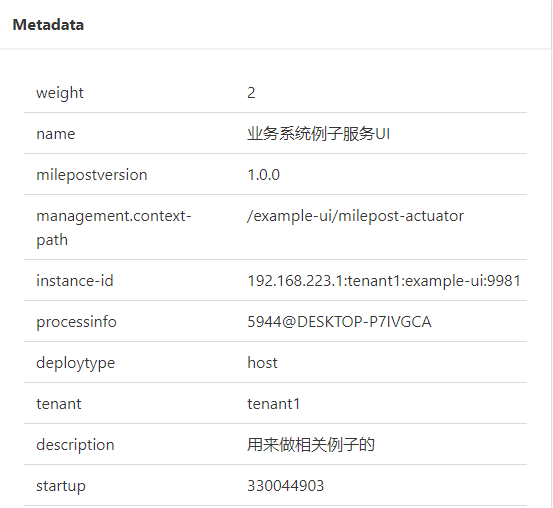 Metadata
weight 2
name 业务系统例子服务UI
milepostversion 1.0.0
management.context- /example-ui/milepost-actuator
path
instance-id 192.168.223.1:tenant1:example-ui:9981
processinfo 5944@DESKTOP-P7IVGCA
deploytype host
tenant tenant1
description 用来做相关例子的
startup 330044903